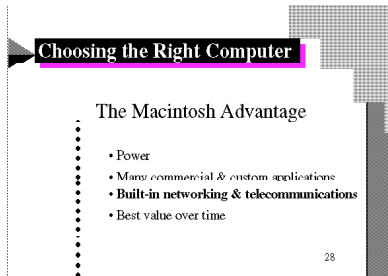 Choosing the Right Computer
The Macintosh Advantage
• Power
• Many commercial & custom applications
• Built-in networking & telecommunications
• Best value over time
28